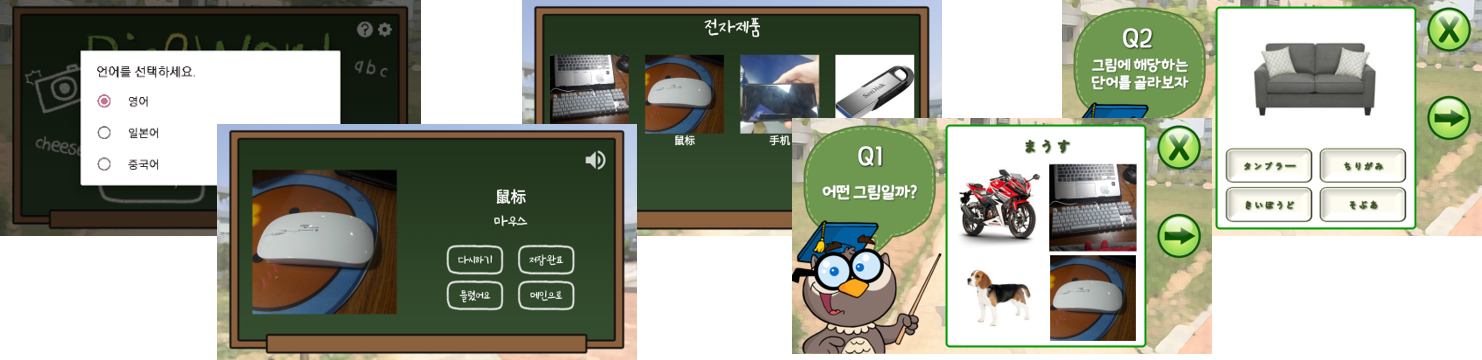 abc
cheese
언어를 선택하세요.
영어
일본어
중국어
鼠标
마우스
다시하기
저장완료
틀렸어요
메인으로
전자제품
SanDisk
鼠标
手机
Q1
어떤 그림일까?
まうす
X
Q2
그림에 해당하는
단어를 골라보자
X
タンブラー
ちりがみ
きいぼうど
そふあ